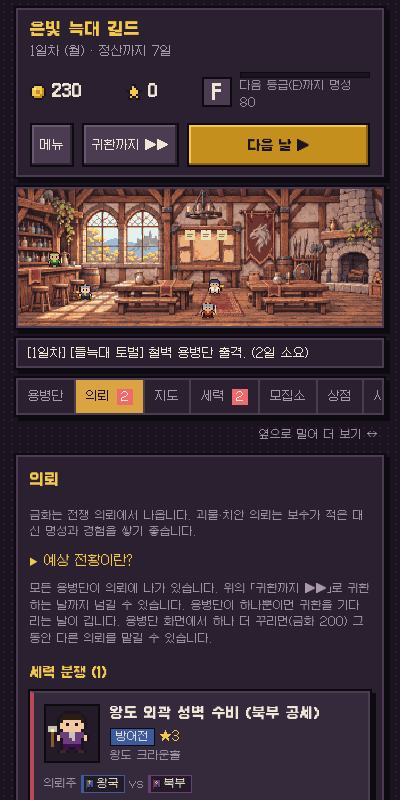 은빛 늑대 길드
1일차 (월) · 정산까지 7일
230
0
F
다음 등급(E)까지 명성
80
메뉴
귀환까지 ▶▶
다음 날 ▶
[1일차] [들늑대 토벌] 철벽 용병단 출격. (2일 소요)
용병단
의뢰 2
지도
세력 2
모집소
상점
옆으로 밀어 더 보기 ↔
의뢰
금화는 전쟁 의뢰에서 나옵니다. 괴물·치안 의뢰는 보수가 적은 대
신 명성과 경험을 쌓기 좋습니다.
▶ 예상 전황이란?
모든 용병단이 의뢰에 나가 있습니다. 위의 「귀환까지 ▶▶」로 귀환
하는 날까지 넘길 수 있습니다. 용병단이 하나뿐이면 귀환을 기다
리는 날이 깁니다. 용병단 화면에서 하나 더 꾸리면(금화 200) 그
동안 다른 의뢰를 맡길 수 있습니다.
세력 분쟁 (1)
왕도 외곽 성벽 수비 (북부 공세)
방어전 ★3
왕도 크라운홀
의뢰주 왕국 vs 북부